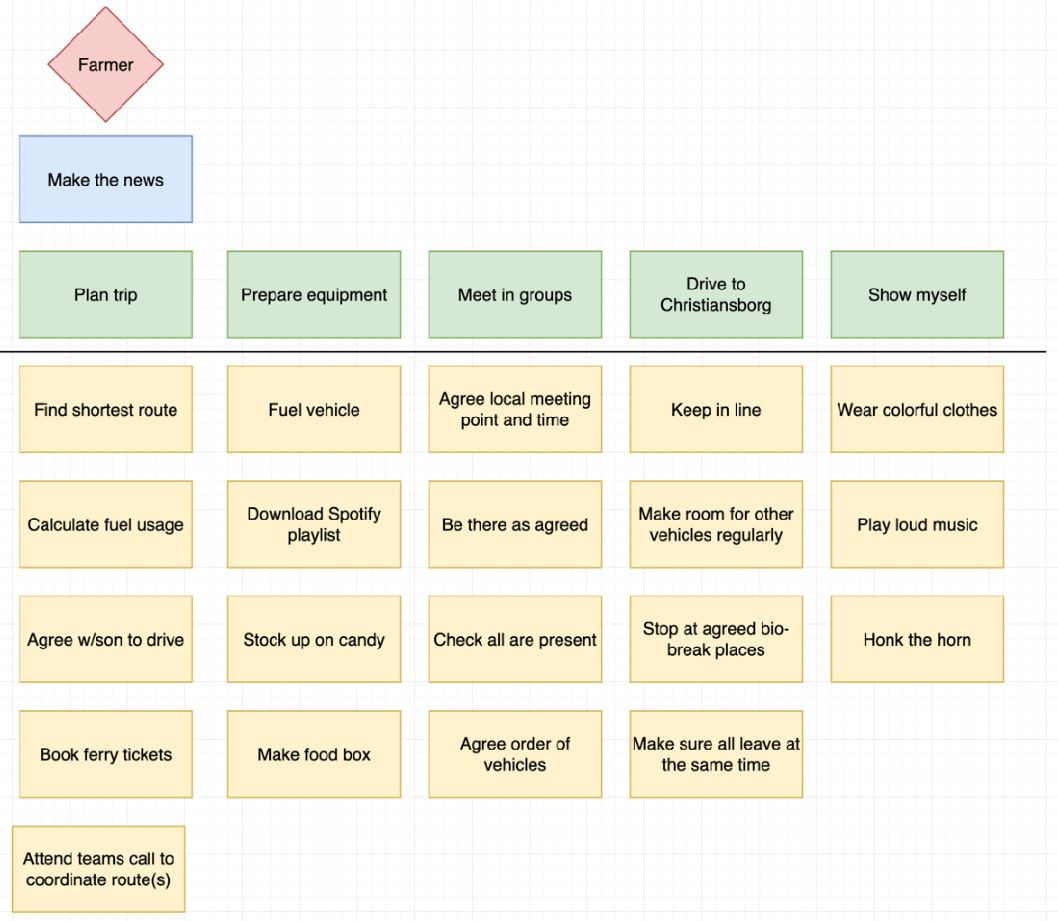 Farmer
Make the news
Plan trip
Prepare equipment
Meet in groups
Drive to
Christiansborg
Show myself
Find shortest route
Fuel vehicle
Agree local meeting
point and time
Keep in line
Wear colorful clothes
Calculate fuel usage
Download Spotify
playlist
Be there as agreed
Make room for other
vehicles regularly
Play loud music
Agree w/son to drive
Stock up on candy
Check all are present
Stop at agreed bio-
break places
Honk the horn
Book ferry tickets
Make food box
Agree order of
vehicles
Make sure all leave at
the same time
Attend teams call to
coordinate route(s)